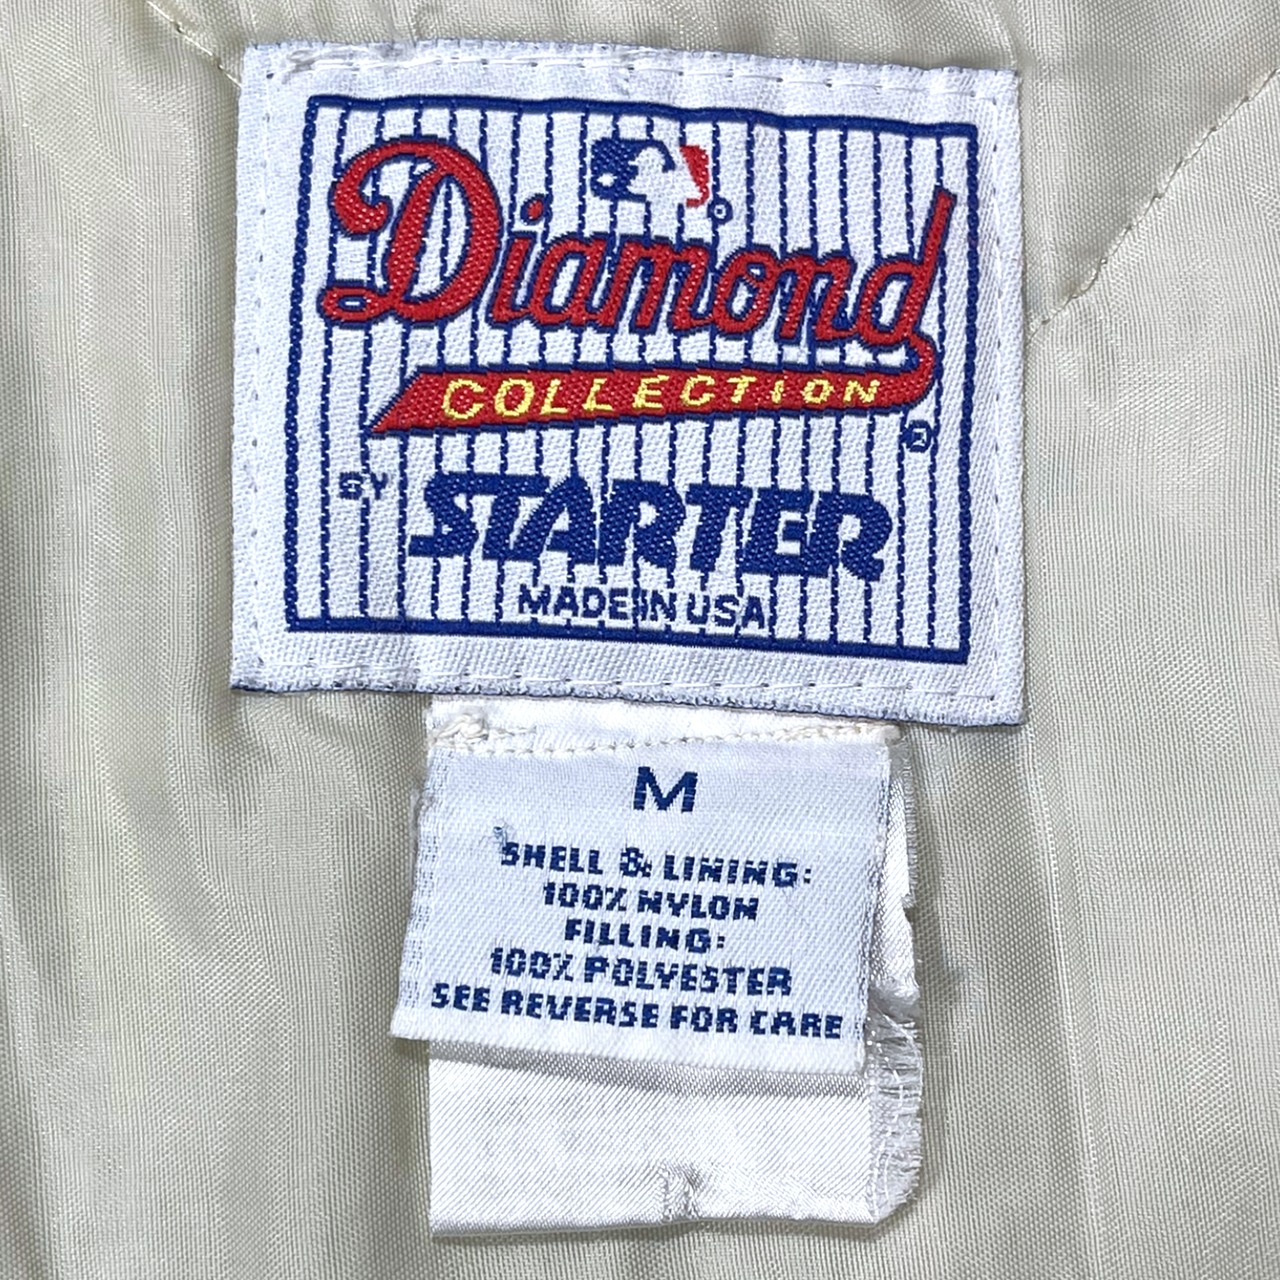 Diamond
COLLECTION
BY STARTER
MADE IN USA
M
SHELL & LINING:
100% NYLON
FILLING:
100% POLYESTER
SEE REVERSE FOR CARE